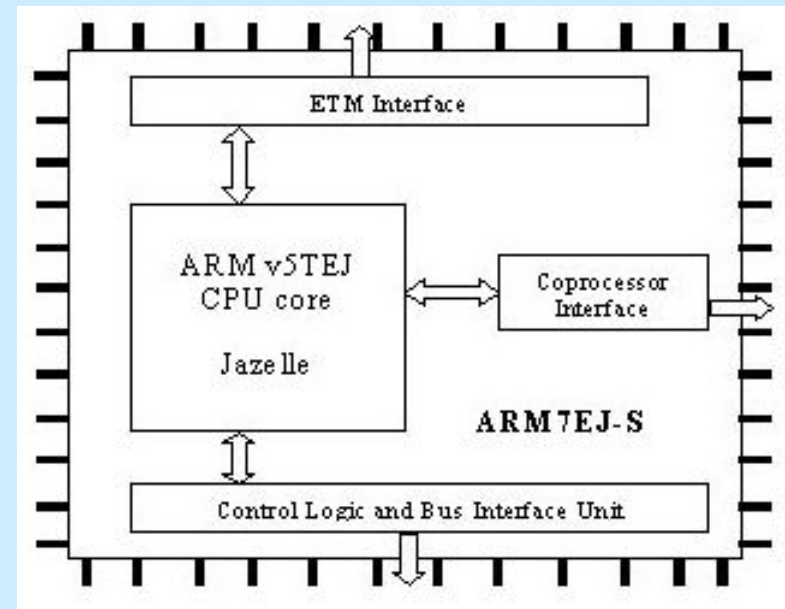 ETM Interface
ARM v5TEJ
CPU core
Jazelle
Coprocessor
Interface
ARM7EJ-S
Control Logic and Bus Interface Unit